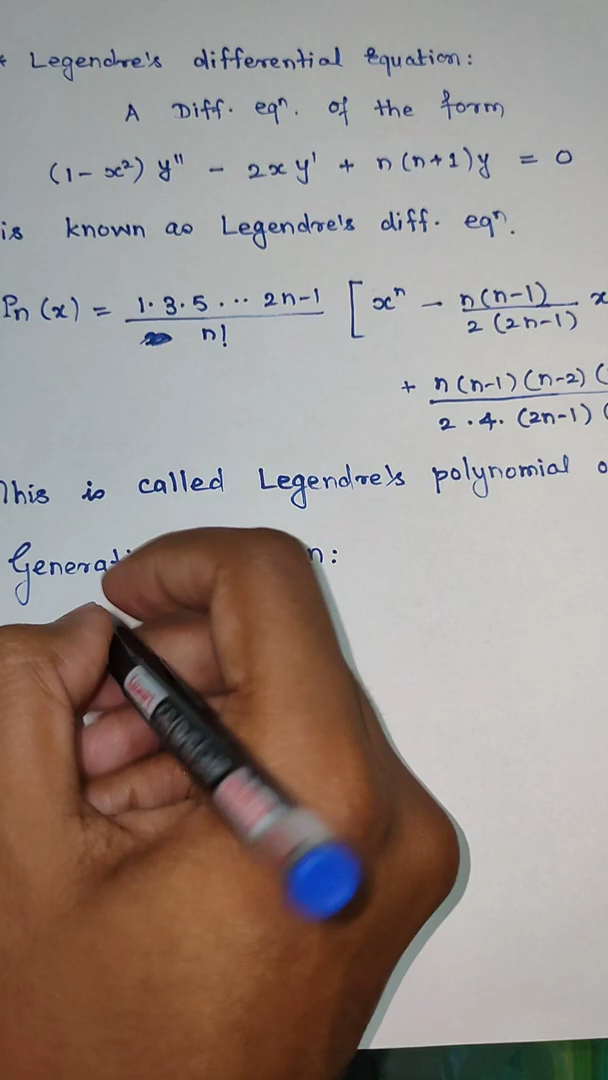 * Legendre's differential Equation:
A Diff. eqⁿ. of the form
(1-x²) y" - 2xy' + n(n+1)y = 0
is known as Legendre's diff. eqⁿ.
Pn(x) = 1·3·5···2n-1 / n! [xⁿ - n(n-1) / 2(2n-1) x
+ n(n-1)(n-2)( / 2·4·(2n-1)(
This is called Legendre's polynomial